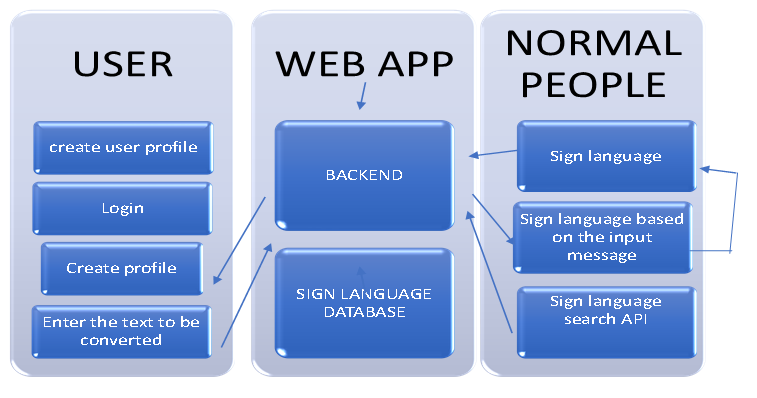 USER
create user profile
Login
Create profile
Enter the text to be
converted
WEB APP
BACKEND
SIGN LANGUAGE
DATABASE
NORMAL
PEOPLE
Sign language
Sign language based
on the input
message
Sign language
search API